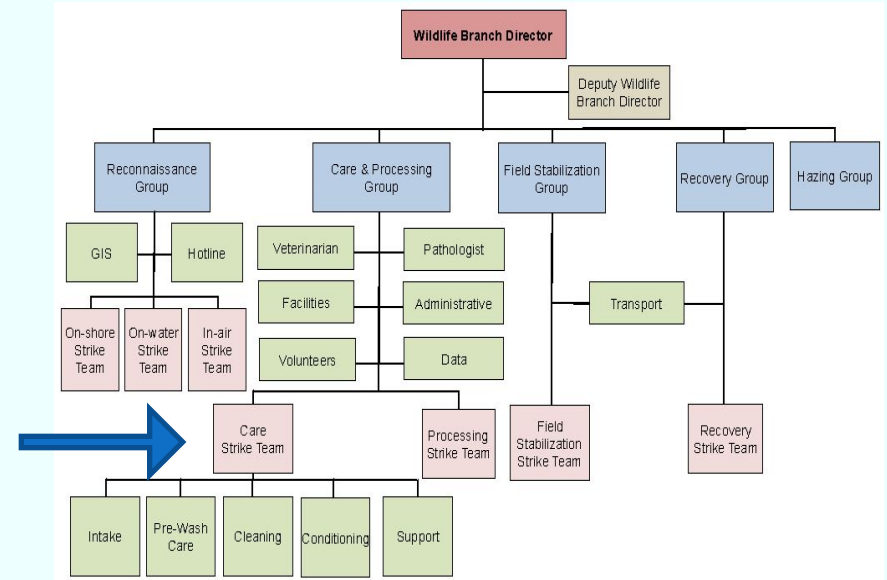 Wildlife Branch Director
Deputy Wildlife
Branch Director
Reconnaissance
Group
Care & Processing
Group
Field Stabilization
Group
Recovery Group
Hazing Group
GIS
Hotline
Veterinarian
Pathologist
Facilities
Administrative
Transport
On-shore
Strike
Team
On-water
Strike
Team
In-air
Strike
Team
Volunteers
Data
Care
Strike Team
Processing
Strike Team
Field
Stabilization
Strike Team
Recovery
Strike Team
Intake
Pre-Wash
Care
Cleaning
Conditioning
Support